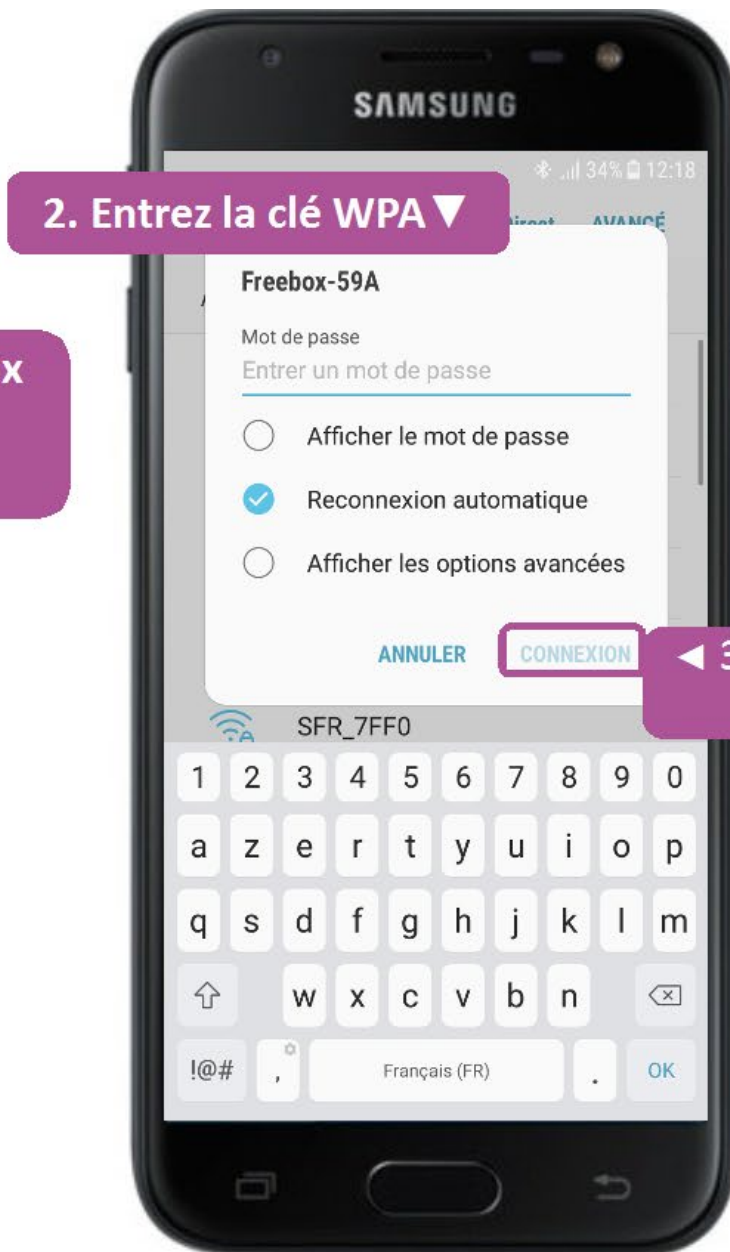 SAMSUNG
34% 12:18
2. Entrez la clé WPA▼
AVANCÉ
Freebox-59A
Mot de passe
Entrer un mot de passe
x
Afficher le mot de passe
Reconnexion automatique
Afficher les options avancées
ANNULER CONNEXION ◄ 3
SFR_7FF0
1 2 3 4 5 6 7 8 9 0
a z e r t y u i o p
q s d f g h j k l m
w x c v b n
!@# , Français (FR) . OK